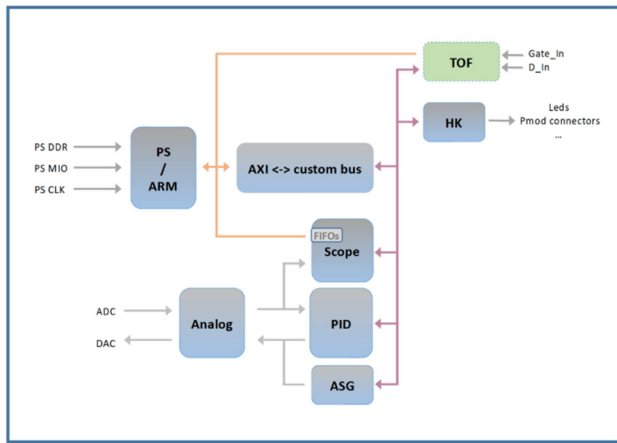 TOF
Gate_In
D_In
HK
Leds
Pmod connectors
...
PS DDR
PS MIO
PS CLK
PS
/
ARM
AXI <-> custom bus
FIFOs
Scope
ADC
DAC
Analog
PID
ASG